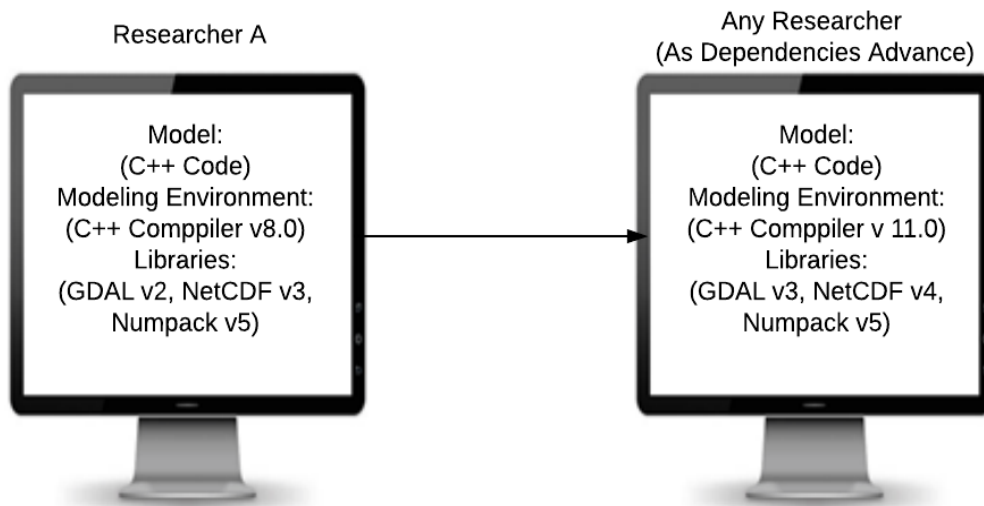 Researcher A
Model:
(C++ Code)
Modeling Environment:
(C++ Comppiler v8.0)
Libraries:
(GDAL v2, NetCDF v3,
Numpack v5)
Any Researcher
(As Dependencies Advance)
Model:
(C++ Code)
Modeling Environment:
(C++ Comppiler v 11.0)
Libraries:
(GDAL v3, NetCDF v4,
Numpack v5)